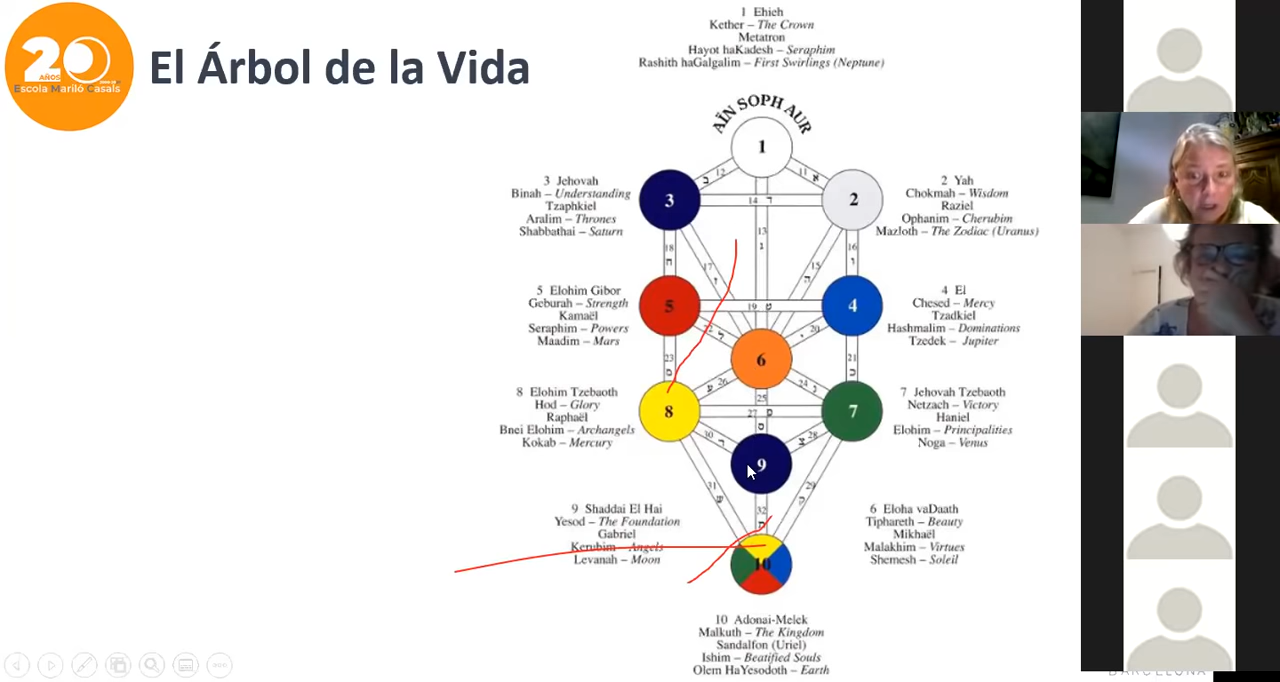 20
AÑOS
Escola Mariló Casals
El Árbol de la Vida
1 Ehieh
Kether – The Crown
Metatron
Hayot haKadesh – Seraphim
Rashith haGalgalim – First Swirlings (Neptune)
AÏN SOPH AUR
1
12 ב
11 א
3 Jehovah
Binah – Understanding
Tzaphkiel
Aralim – Thrones
Shabbathai – Saturn
3
14 ד
2
2 Yah
Chokmah – Wisdom
Raziel
Ophanim – Cherubim
Mazloth – The Zodiac (Uranus)
13
ג
18
ח
17
ז
15
ה
16
ו
5 Elohim Gibor
Geburah – Strength
Kamaël
Seraphim – Powers
Maadim – Mars
5
19 ט
4
4 El
Chesed – Mercy
Tzadkiel
Hashmalim – Dominations
Tzedek – Jupiter
22 ל
20 י
6
23
מ
21
כ
26 ע
24 נ
25
ס
8 Elohim Tzebaoth
Hod – Glory
Raphaël
Bnei Elohim – Archangels
Kokab – Mercury
8
27
7
7 Jehovah Tzebaoth
Netzach – Victory
Haniel
Elohim – Principalities
Noga – Venus
30 ר
28 צ
9
31
ש
29
ק
32
ת
9 Shaddai El Hai
Yesod – The Foundation
Gabriel
Kerubim – Angels
Levanah – Moon
6 Eloha vaDaath
Tiphareth – Beauty
Mikhaël
Malakhim – Virtues
Shemesh – Soleil
10
10 Adonai-Melek
Malkuth – The Kingdom
Sandalfon (Uriel)
Ishim – Beatified Souls
Olem HaYesodoth – Earth
BARCELONA